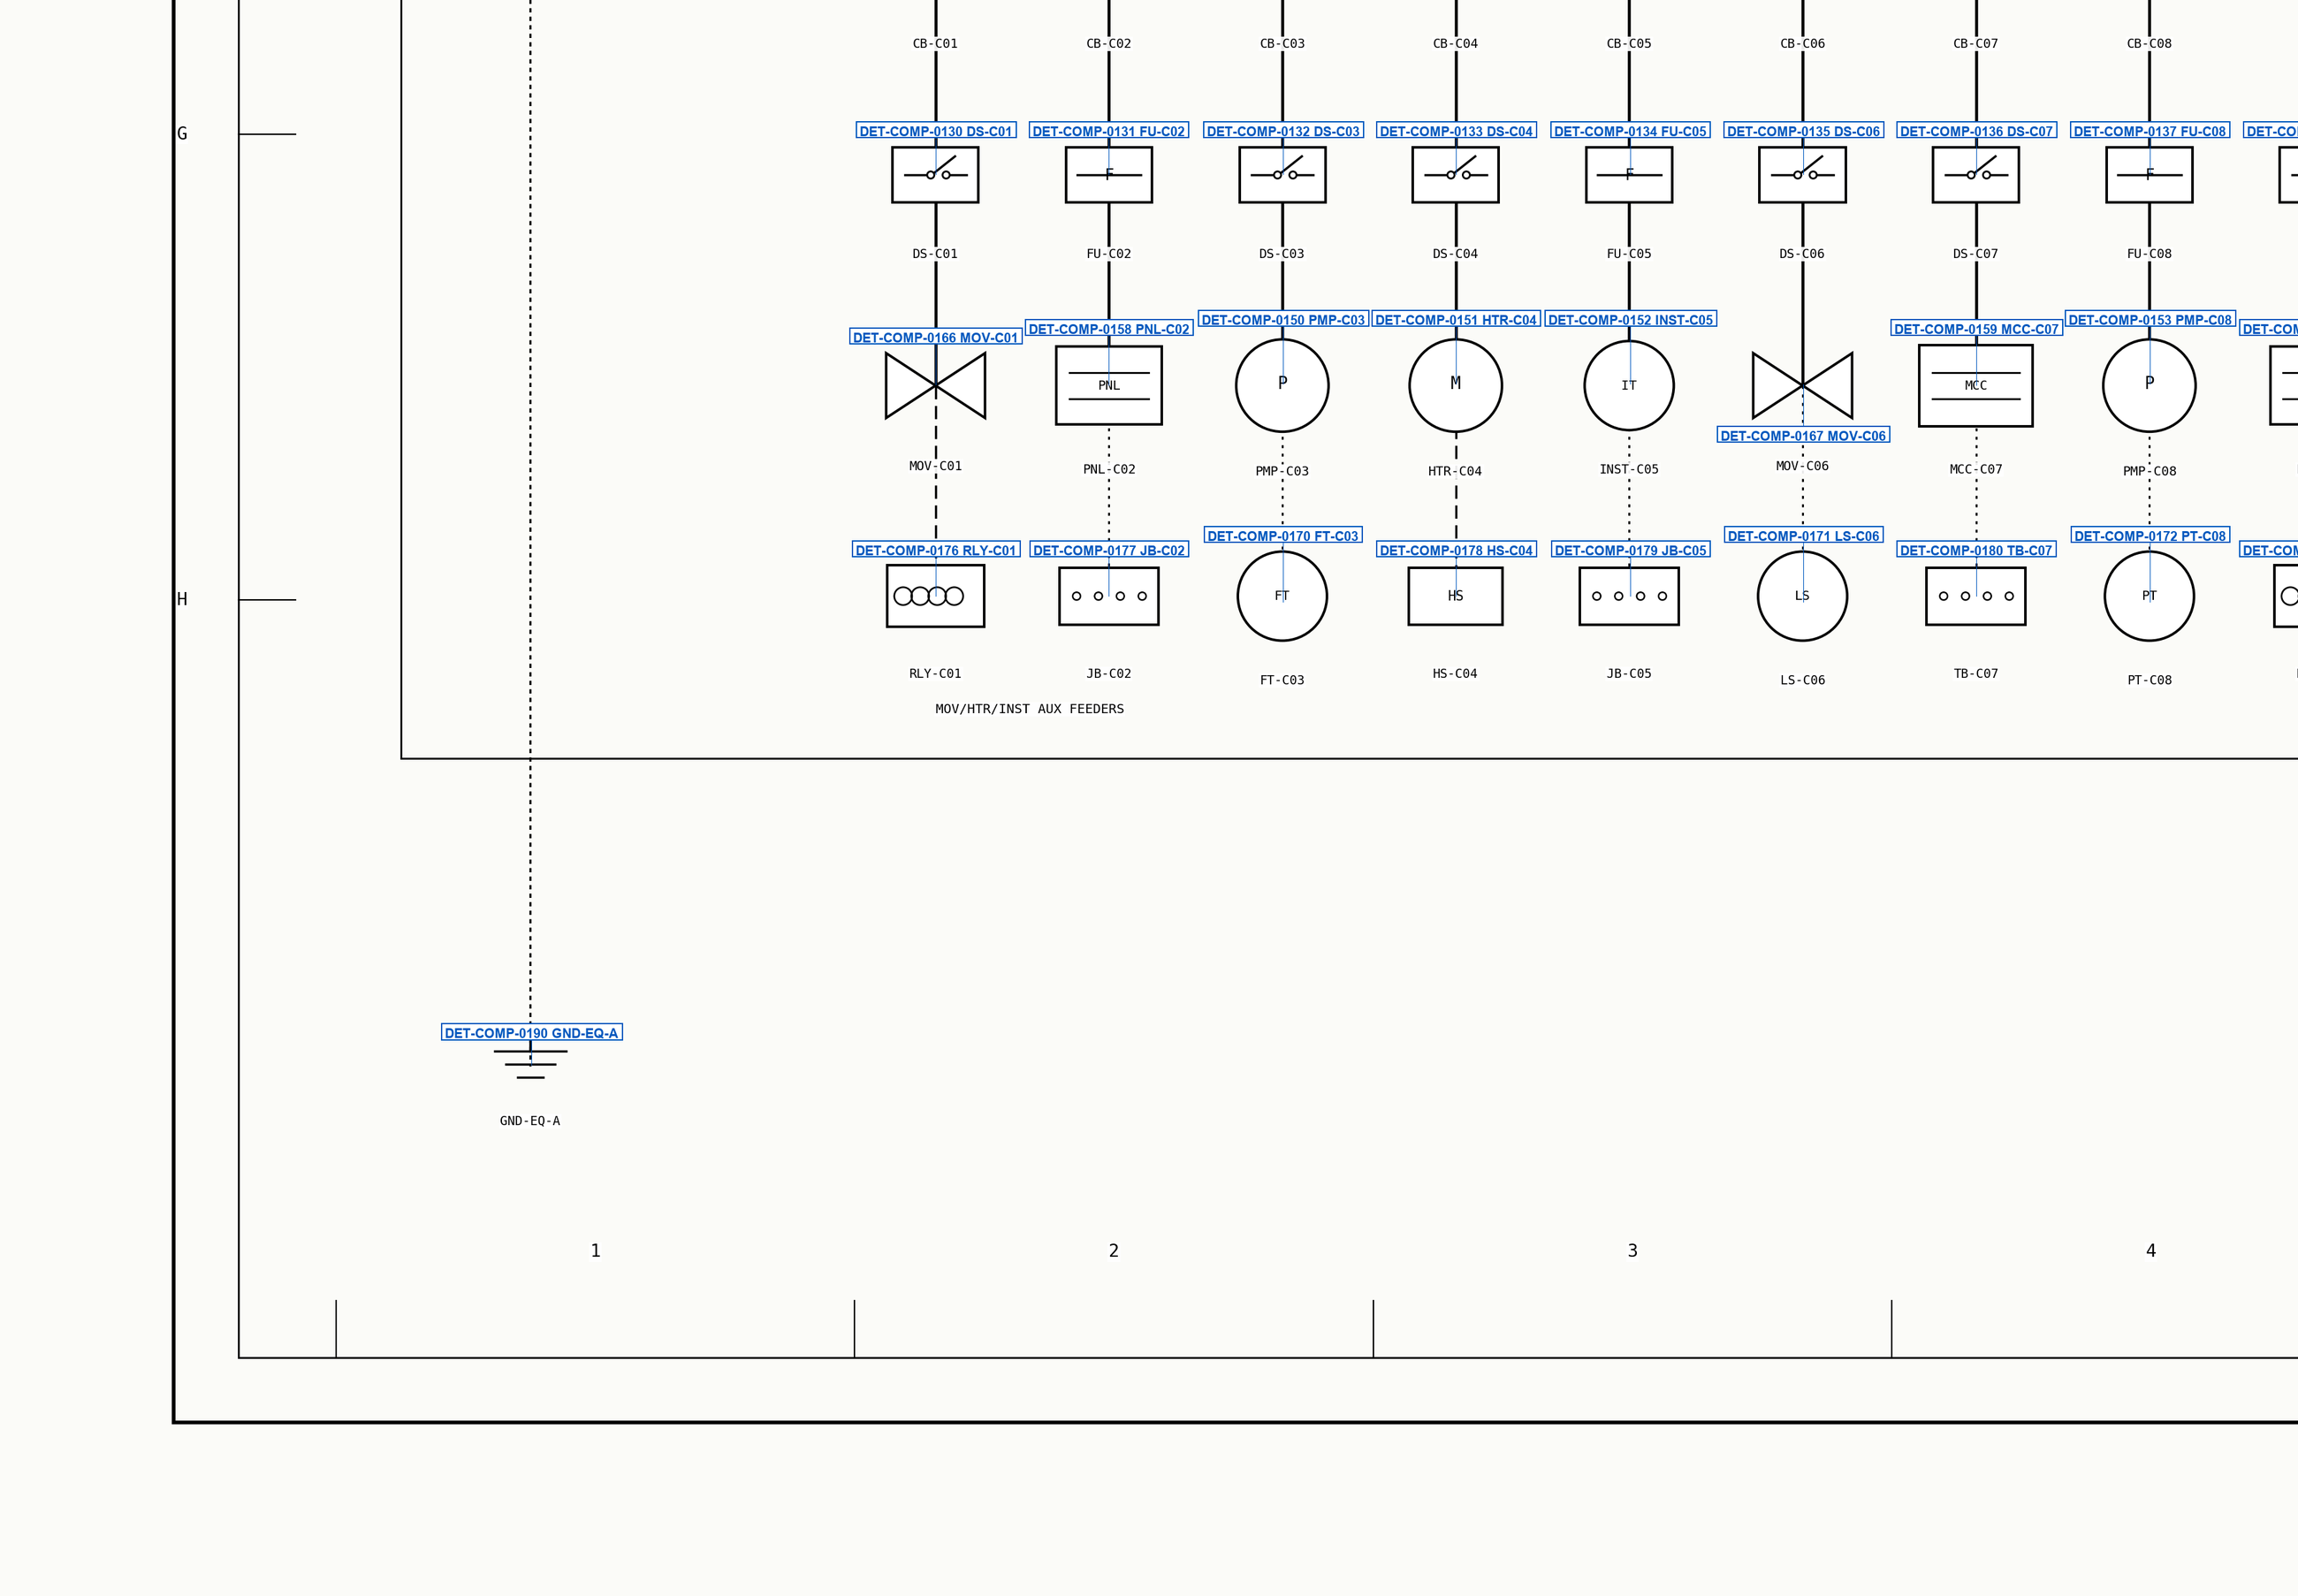 CB-C01 CB-C02 CB-C03 CB-C04 CB-C05 CB-C06 CB-C07 CB-C08
G
DET-COMP-0130 DS-C01 DET-COMP-0131 FU-C02 DET-COMP-0132 DS-C03 DET-COMP-0133 DS-C04 DET-COMP-0134 FU-C05 DET-COMP-0135 DS-C06 DET-COMP-0136 DS-C07 DET-COMP-0137 FU-C08
F F F
DS-C01 FU-C02 DS-C03 DS-C04 FU-C05 DS-C06 DS-C07 FU-C08
DET-COMP-0166 MOV-C01 DET-COMP-0158 PNL-C02 DET-COMP-0150 PMP-C03 DET-COMP-0151 HTR-C04 DET-COMP-0152 INST-C05 DET-COMP-0159 MCC-C07 DET-COMP-0153 PMP-C08
PNL P M IT MCC P
DET-COMP-0167 MOV-C06
MOV-C01 PNL-C02 PMP-C03 HTR-C04 INST-C05 MOV-C06 MCC-C07 PMP-C08
DET-COMP-0176 RLY-C01 DET-COMP-0177 JB-C02 DET-COMP-0170 FT-C03 DET-COMP-0178 HS-C04 DET-COMP-0179 JB-C05 DET-COMP-0171 LS-C06 DET-COMP-0180 TB-C07 DET-COMP-0172 PT-C08
H
FT HS LS PT
RLY-C01 JB-C02 FT-C03 HS-C04 JB-C05 LS-C06 TB-C07 PT-C08
MOV/HTR/INST AUX FEEDERS
DET-COMP-0190 GND-EQ-A
GND-EQ-A
1 2 3 4